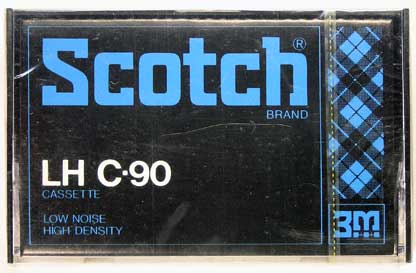 Scotch®
BRAND
LH C-90
CASSETTE
LOW NOISE
HIGH DENSITY
3M